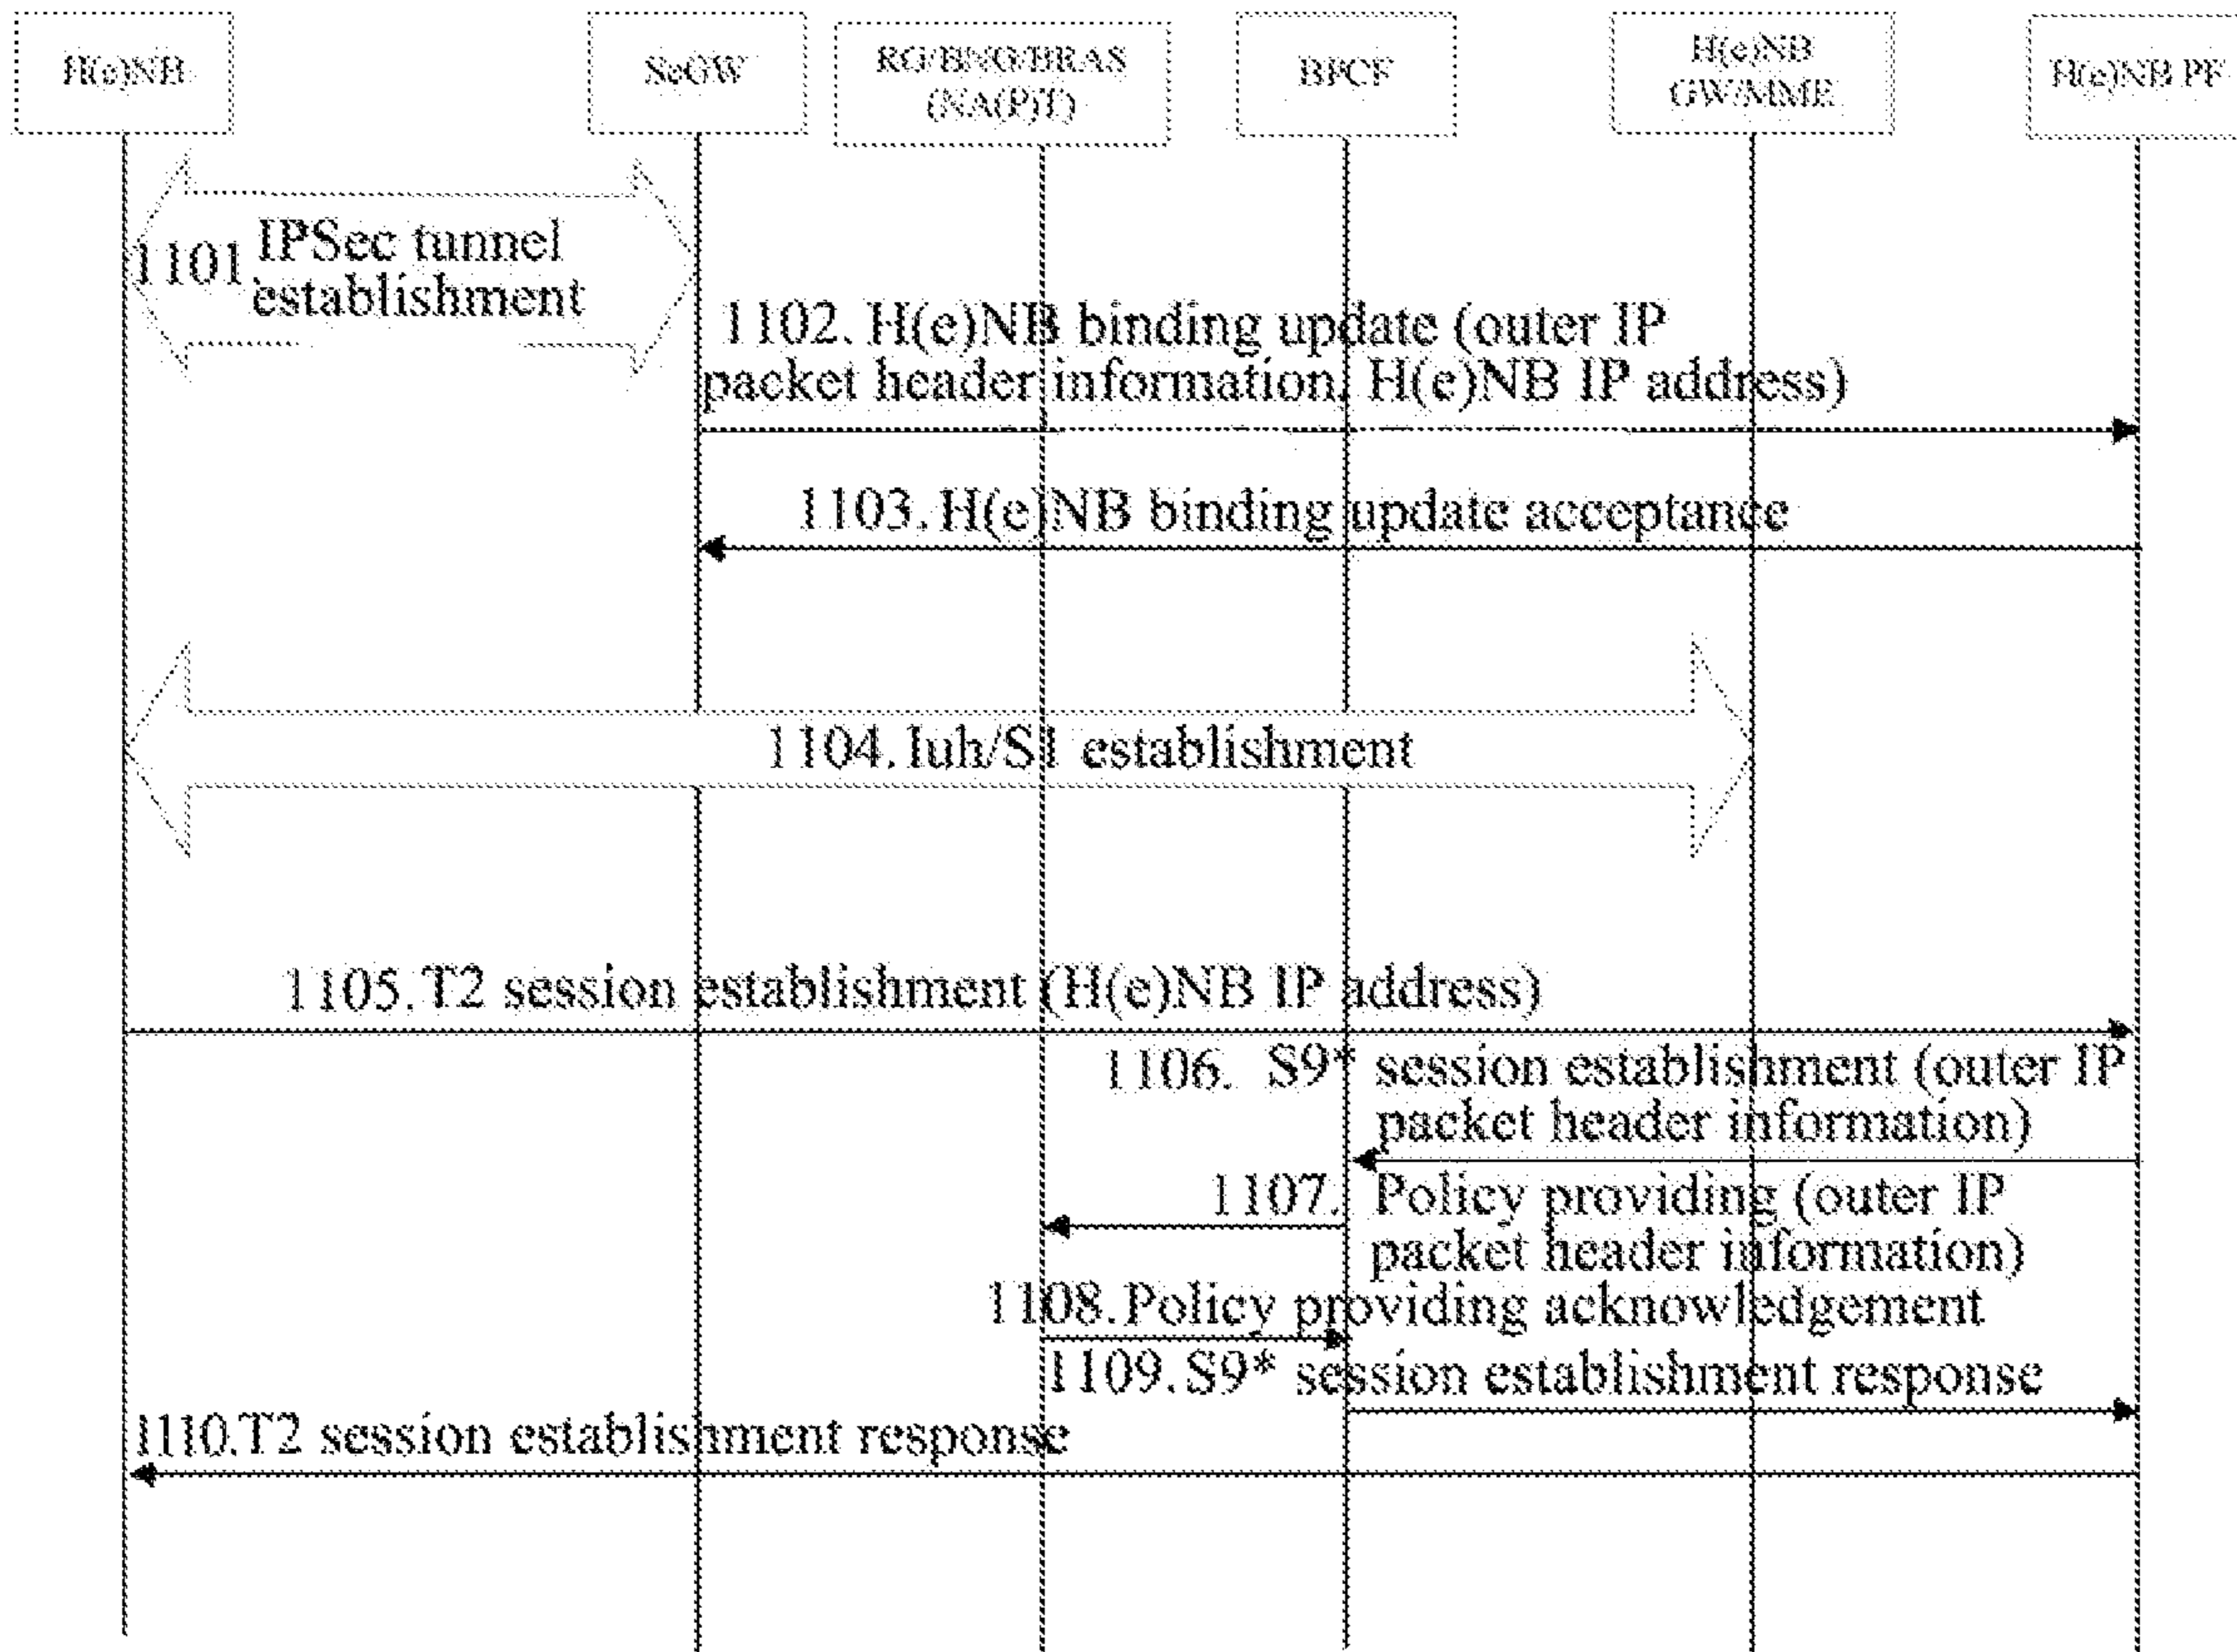 H(e)NB
SeGW
RG/BNG/BRAS
(NA(P)T)
BPCF
H(e)NB
GW/MME
H(e)NB PF
1101 IPSec tunnel
establishment
1102. H(e)NB binding update (outer IP
packet header information, H(e)NB IP address)
1103. H(e)NB binding update acceptance
1104. Iuh/S1 establishment
1105. T2 session establishment (H(e)NB IP address)
1106. S9* session establishment (outer IP
packet header information)
1107. Policy providing (outer IP
packet header information)
1108. Policy providing acknowledgement
1109. S9* session establishment response
1110. T2 session establishment response